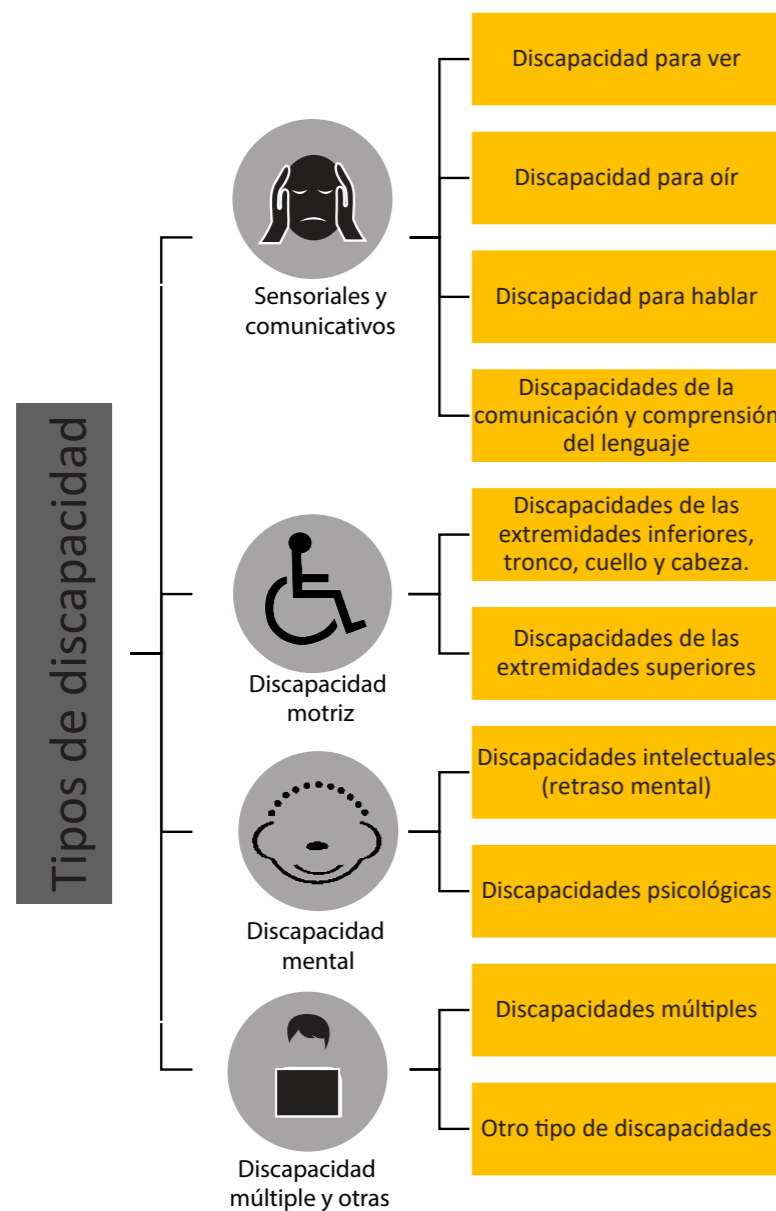 Tipos de discapacidad
Sensoriales y
comunicativos
Discapacidad para ver
Discapacidad para oír
Discapacidad para hablar
Discapacidades de la
comunicación y comprensión
del lenguaje
Discapacidad
motriz
Discapacidades de las
extremidades inferiores,
tronco, cuello y cabeza.
Discapacidades de las
extremidades superiores
Discapacidad
mental
Discapacidades intelectuales
(retraso mental)
Discapacidades psicológicas
Discapacidad
múltiple y otras
Discapacidades múltiples
Otro tipo de discapacidades